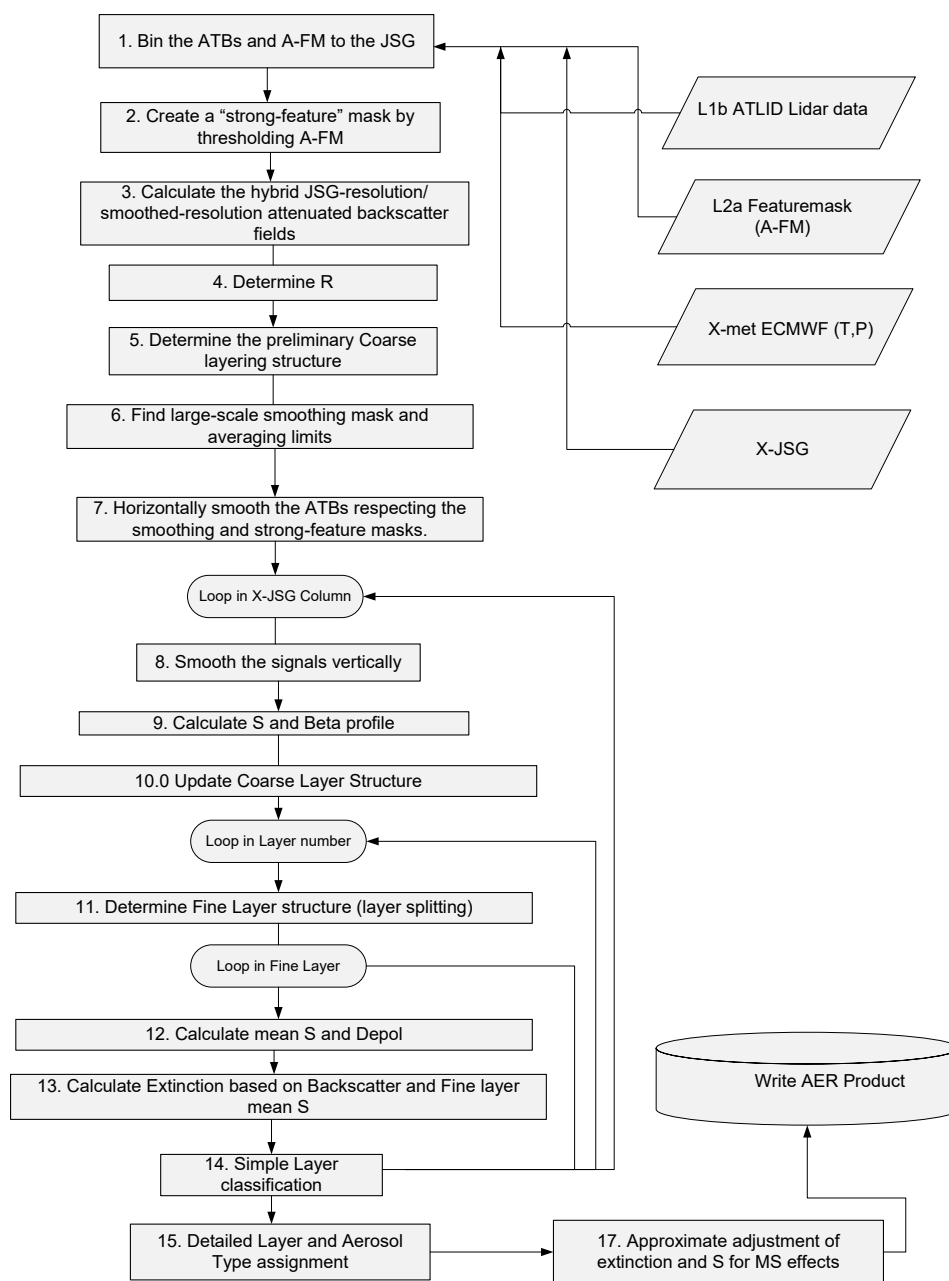 1. Bin the ATBs and A-FM to the JSG
2. Create a “strong-feature” mask by
thresholding A-FM
3. Calculate the hybrid JSG-resolution/
smoothed-resolution attenuated backscatter
fields
4. Determine R
5. Determine the preliminary Coarse
layering structure
6. Find large-scale smoothing mask and
averaging limits
7. Horizontally smooth the ATBs respecting the
smoothing and strong-feature masks.
Loop in X-JSG Column
8. Smooth the signals vertically
9. Calculate S and Beta profile
10.0 Update Coarse Layer Structure
Loop in Layer number
11. Determine Fine Layer structure (layer splitting)
Loop in Fine Layer
12. Calculate mean S and Depol
13. Calculate Extinction based on Backscatter and Fine layer
mean S
14. Simple Layer
classification
15. Detailed Layer and Aerosol
Type assignment
17. Approximate adjustment of
extinction and S for MS effects
Write AER Product
L1b ATLID Lidar data
L2a Featuremask
(A-FM)
X-met ECMWF (T,P)
X-JSG